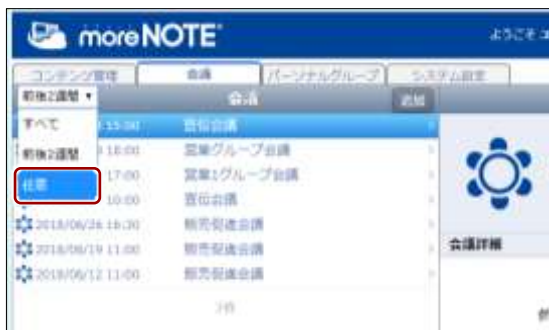 moreNOTE
ようこそ
コンテンツ管理 会議 パーソナルグループ システム設定
前後2週間 ▼ 会議 追加
すべて 15:00 宣伝会議
前後2週間 18:00 営業グループ会議
任意 17:00 営業1グループ会議
10:00 宣伝会議
2018/06/26 16:30 販売促進会議
2018/06/19 11:00 販売促進会議
2018/06/12 11:00 販売促進会議
会議詳細